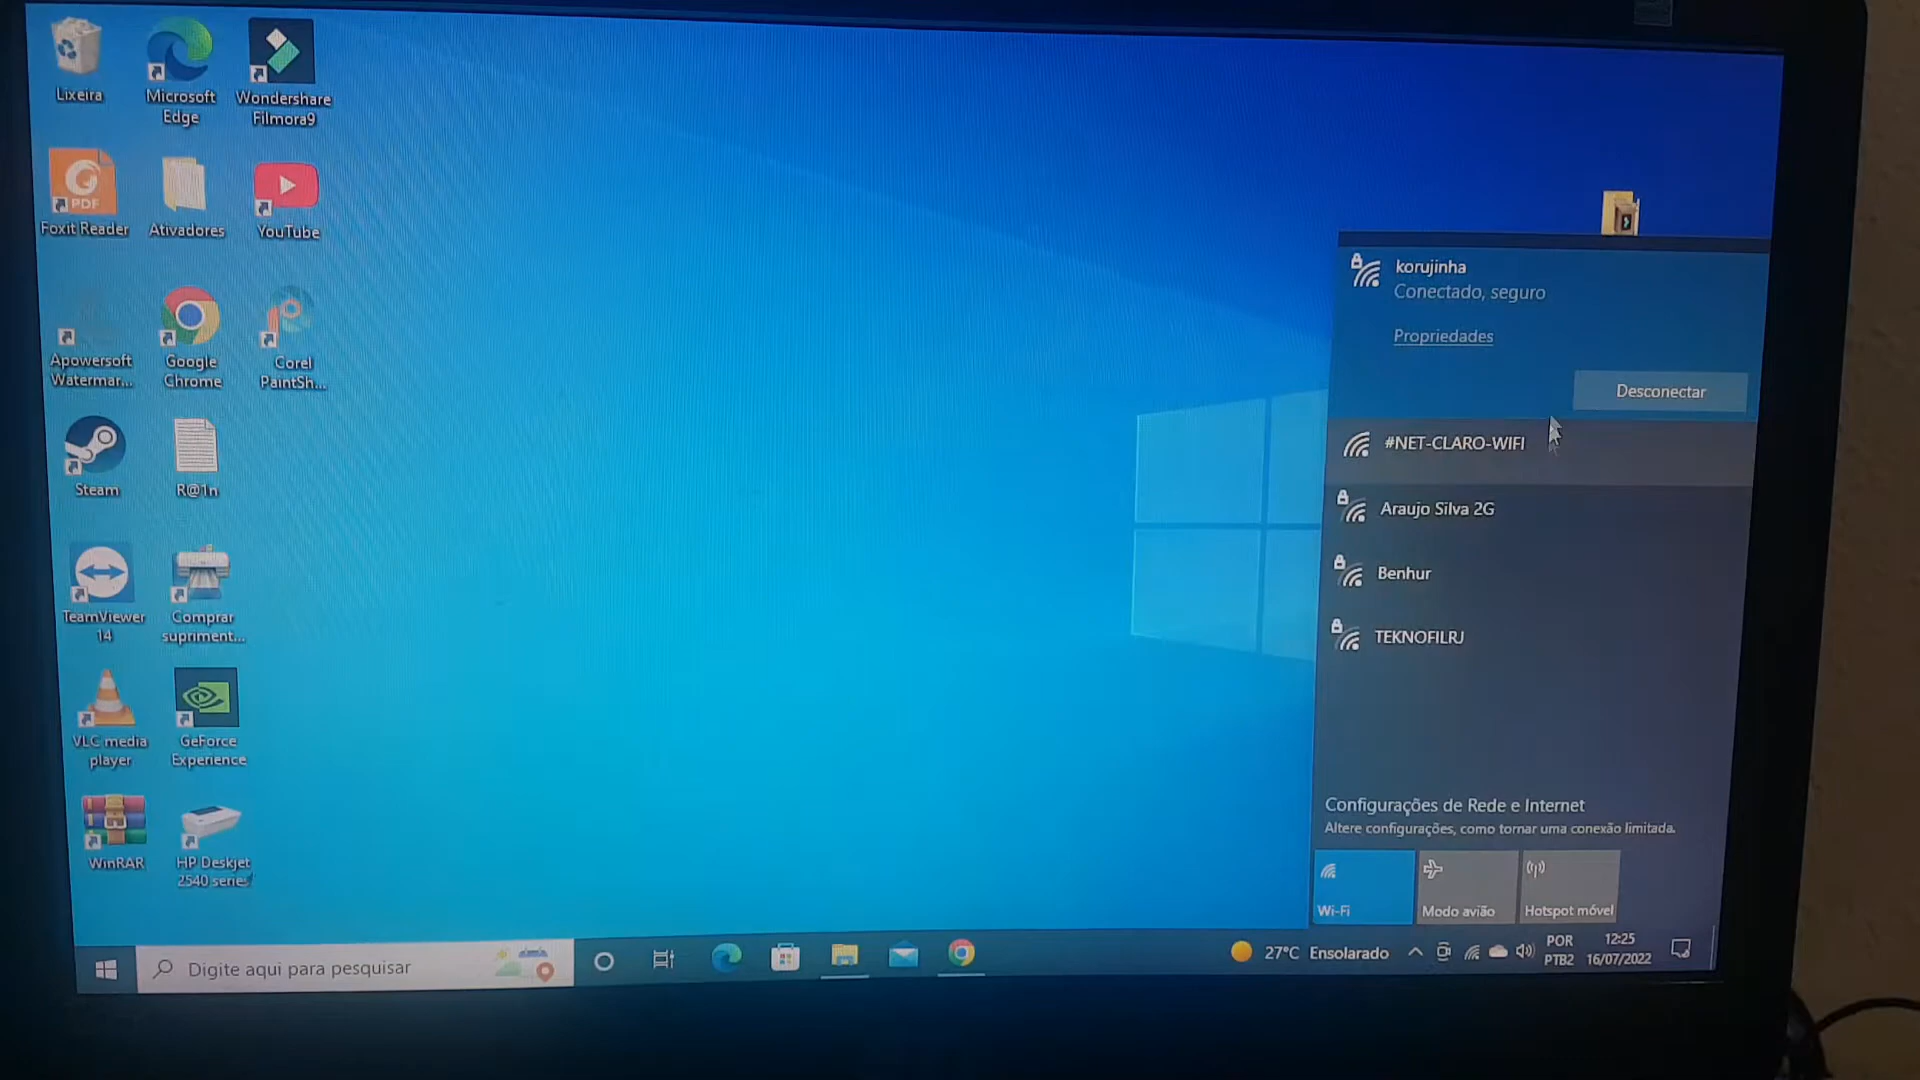 Lixeira
Microsoft
Edge
Wondershare
Filmora9
PDF
Foxit Reader
Ativadores
YouTube
Apowersoft
Watermar...
Google
Chrome
Corel
PaintSh...
Steam
R@1n
TeamViewer
14
Comprar
supriment...
VLC media
player
GeForce
Experience
WinRAR
HP Deskjet
2540 series
korujinha
Conectado, seguro
Propriedades
Desconectar
#NET-CLARO-WIFI
Araujo Silva 2G
Benhur
TEKNOFILRJ
Configurações de Rede e Internet
Altere configurações, como tornar uma conexão limitada.
Wi-Fi
Modo avião
Hotspot móvel
Digite aqui para pesquisar
27°C Ensolarado
POR
PTB2
12:25
16/07/2022